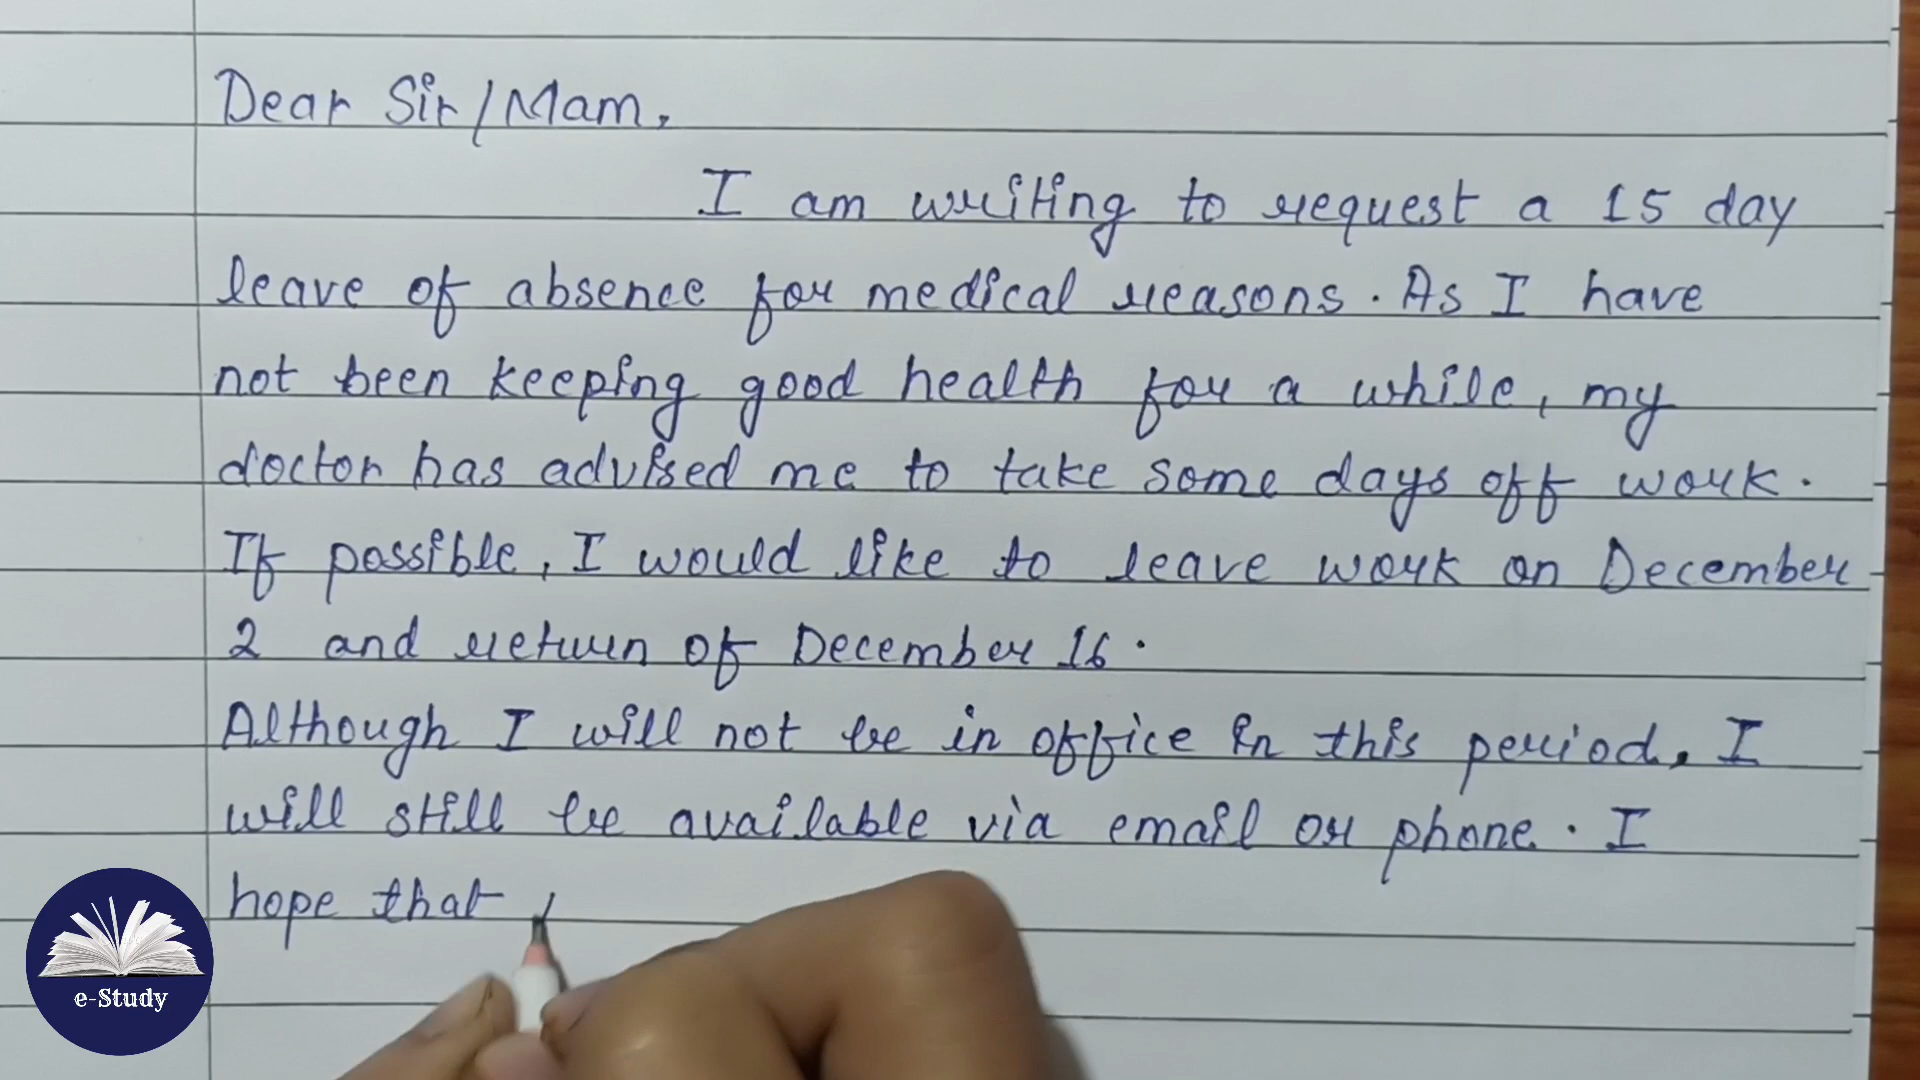 Dear Sir/Mam,
I am writing to request a 15 day
leave of absence for medical reasons. As I have
not been keeping good health for a while, my
doctor has advised me to take some days off work.
If possible, I would like to leave work on December
2 and return of December 16.
Although I will not be in office in this period, I
will still be available via email or phone. I
hope that
e-Study